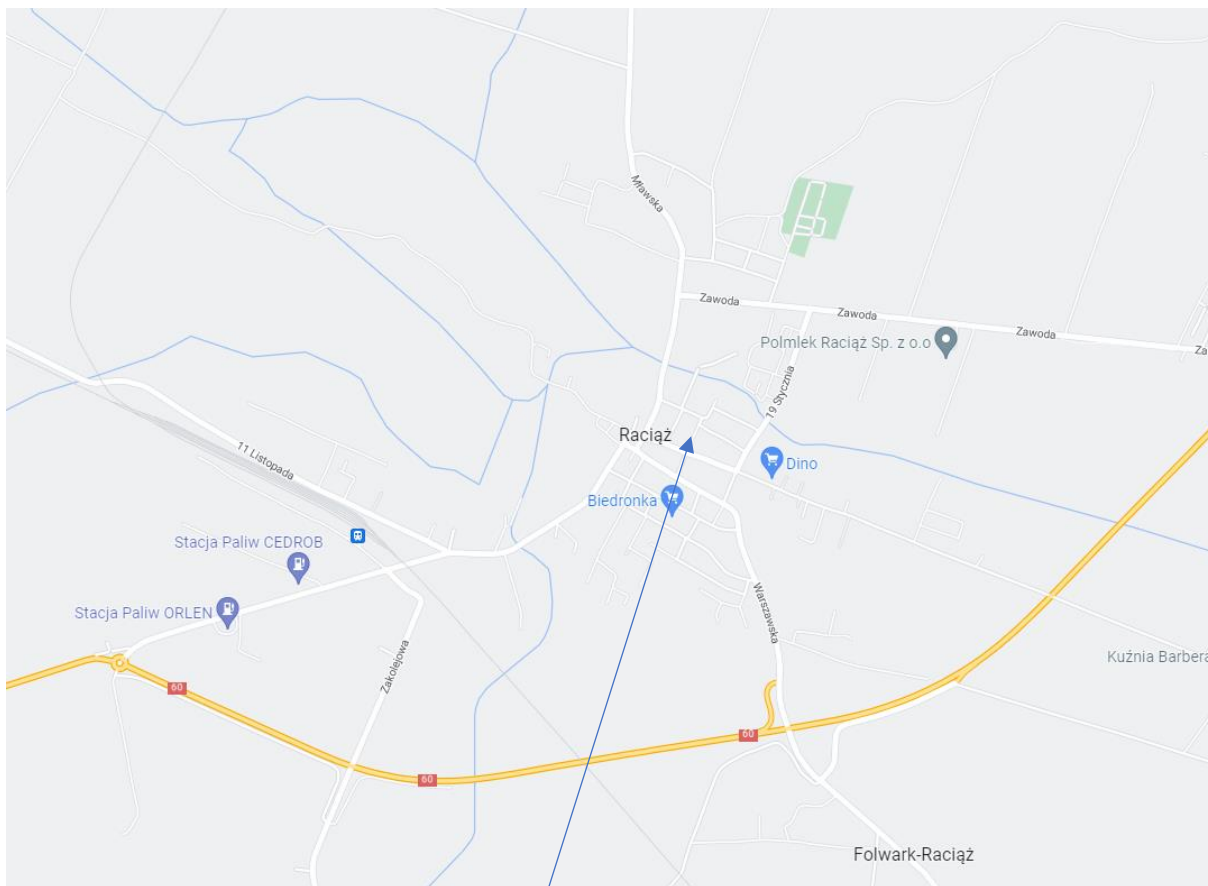 Mławska
Zawoda
Zawoda
Zawoda
Za
Polmlek Raciąż Sp. z o.o
19 Stycznia
Raciąż
11 Listopada
Dino
Biedronka
Stacja Paliw CEDROB
Stacja Paliw ORLEN
Warszawska
Zakolejowa
Kuźnia Barbera
60
60
60
Folwark-Raciąż